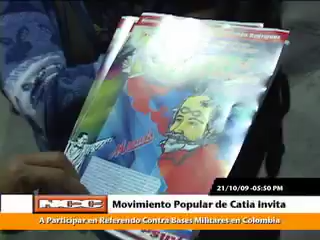 21/10/09 -05:50 PM
NCC
Movimiento Popular de Catia invita
A Participar en Referendo Contra Bases Militares en Colombia